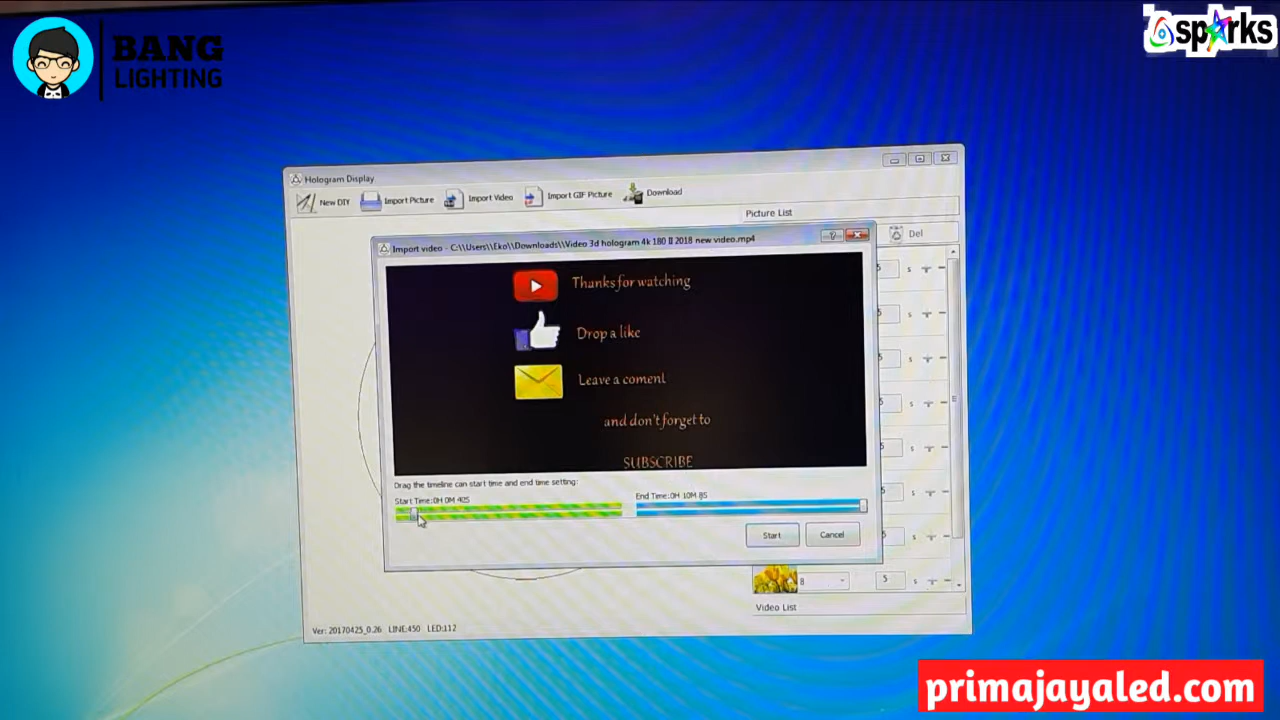 BANG
LIGHTING
sparks
Hologram Display
New DIY
Import Picture
Import Video
Import GIF Picture
Download
Picture List
Del
Import video - C:\\Users\\Eko\\Downloads\\Video 3d hologram 4k 180 II 2018 new video.mp4
?
Thanks for watching
Drop a like
Leave a coment
and don't forget to
SUBSCRIBE
Drag the timeline can start time and end time setting:
Start Time:0H 0M 42S
End Time:0H 10M 8S
Start
Cancel
s
s
s
s
s
s
s
8
5
s
Video List
Ver: 20170425_0.26 LINE:450 LED:112
primajayaled.com